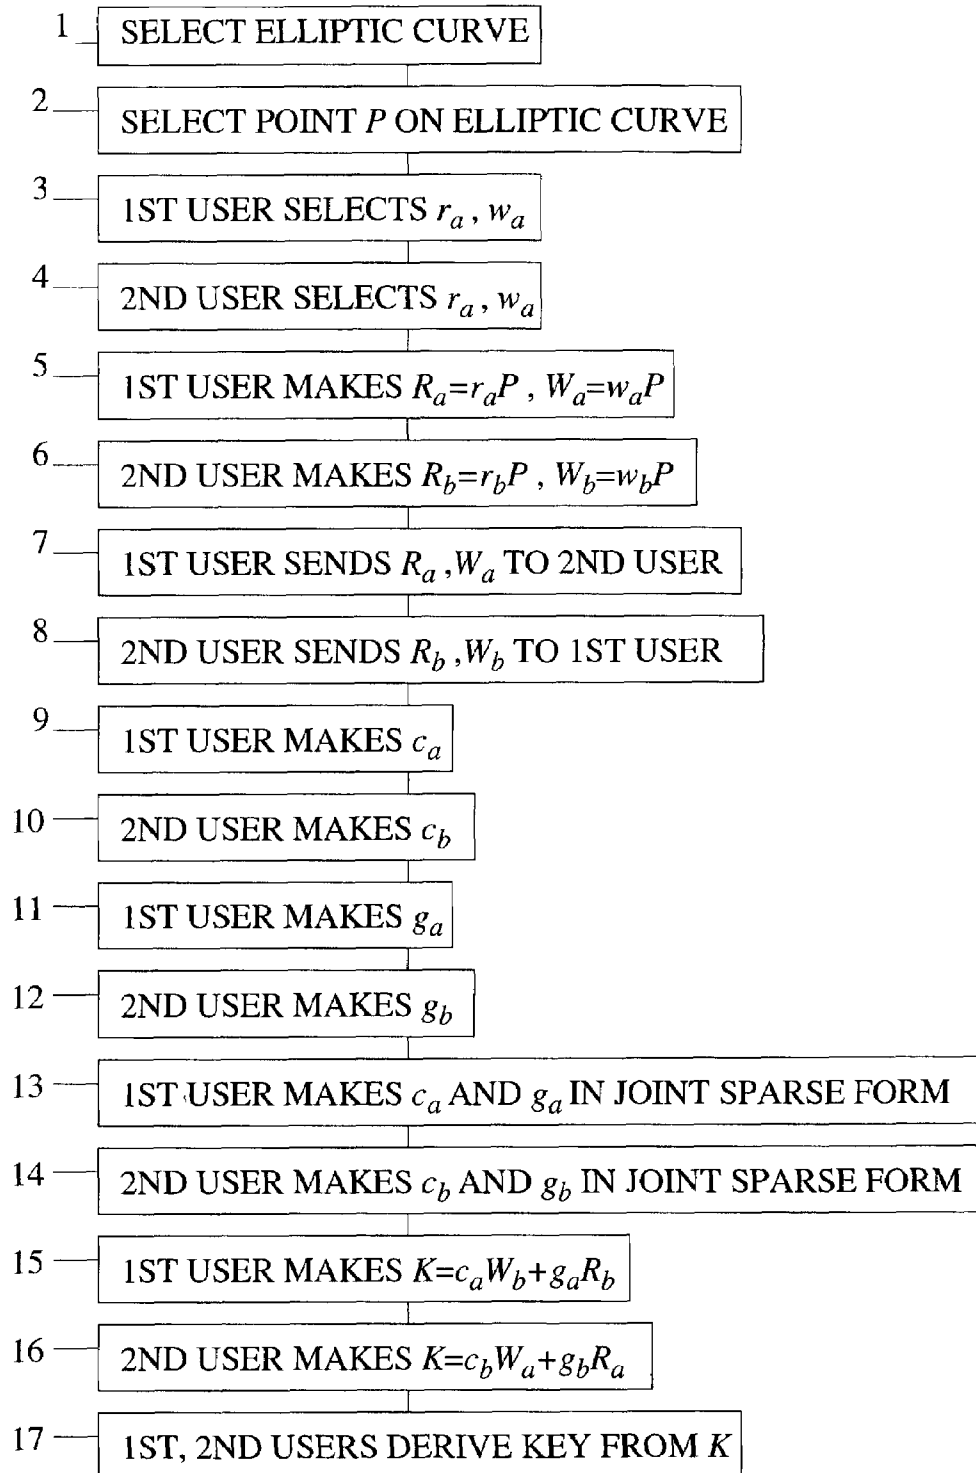 1 SELECT ELLIPTIC CURVE
2 SELECT POINT P ON ELLIPTIC CURVE
3 1ST USER SELECTS r_a , w_a
4 2ND USER SELECTS r_a , w_a
5 1ST USER MAKES R_a=r_aP , W_a=w_aP
6 2ND USER MAKES R_b=r_bP , W_b=w_bP
7 1ST USER SENDS R_a ,W_a TO 2ND USER
8 2ND USER SENDS R_b ,W_b TO 1ST USER
9 1ST USER MAKES c_a
10 2ND USER MAKES c_b
11 1ST USER MAKES g_a
12 2ND USER MAKES g_b
13 1ST USER MAKES c_a AND g_a IN JOINT SPARSE FORM
14 2ND USER MAKES c_b AND g_b IN JOINT SPARSE FORM
15 1ST USER MAKES K=c_aW_b+g_aR_b
16 2ND USER MAKES K=c_bW_a+g_bR_a
17 1ST, 2ND USERS DERIVE KEY FROM K